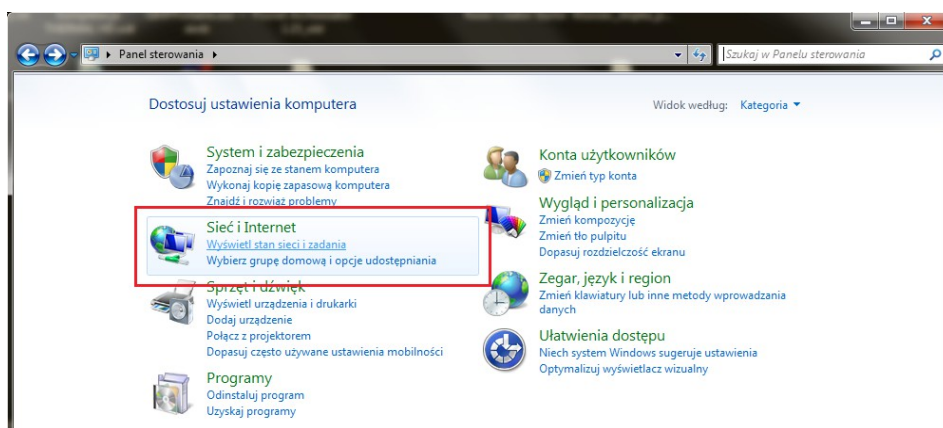 Panel sterowania
Szukaj w Panelu sterowania
Dostosuj ustawienia komputera
Widok według: Kategoria
System i zabezpieczenia
Zapoznaj się ze stanem komputera
Wykonaj kopię zapasową komputera
Znajdź i rozwiąż problemy
Sieć i Internet
Wyświetl stan sieci i zadania
Wybierz grupę domową i opcje udostępniania
Sprzęt i dźwięk
Wyświetl urządzenia i drukarki
Dodaj urządzenie
Połącz z projektorem
Dopasuj często używane ustawienia mobilności
Programy
Odinstaluj program
Uzyskaj programy
Konta użytkowników
Zmień typ konta
Wygląd i personalizacja
Zmień kompozycję
Zmień tło pulpitu
Dopasuj rozdzielczość ekranu
Zegar, język i region
Zmień klawiatury lub inne metody wprowadzania
danych
Ułatwienia dostępu
Niech system Windows sugeruje ustawienia
Optymalizuj wyświetlacz wizualny